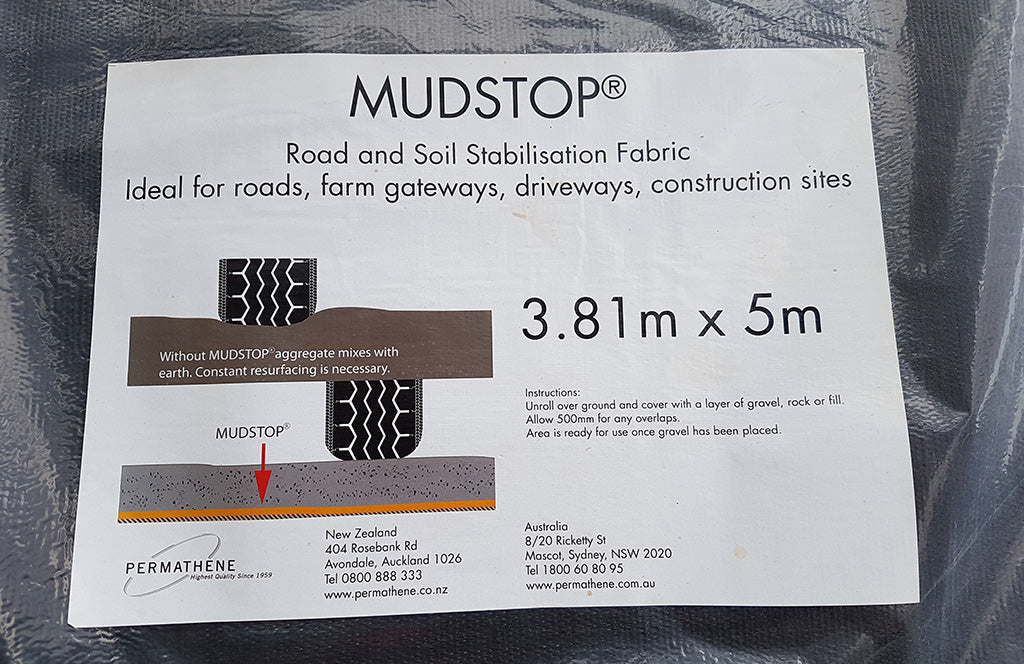 MUDSTOP®
Road and Soil Stabilisation Fabric
Ideal for roads, farm gateways, driveways, construction sites
Without MUDSTOP® aggregate mixes with
earth. Constant resurfacing is necessary.
MUDSTOP®
3.81m x 5m
Instructions:
Unroll over ground and cover with a layer of gravel, rock or fill.
Allow 500mm for any overlaps.
Area is ready for use once gravel has been placed.
PERMATHENE
Highest Quality Since 1959
New Zealand
404 Rosebank Rd
Avondale, Auckland 1026
Tel 0800 888 333
www.permathene.co.nz
Australia
8/20 Ricketty St
Mascot, Sydney, NSW 2020
Tel 1800 60 80 95
www.permathene.com.au